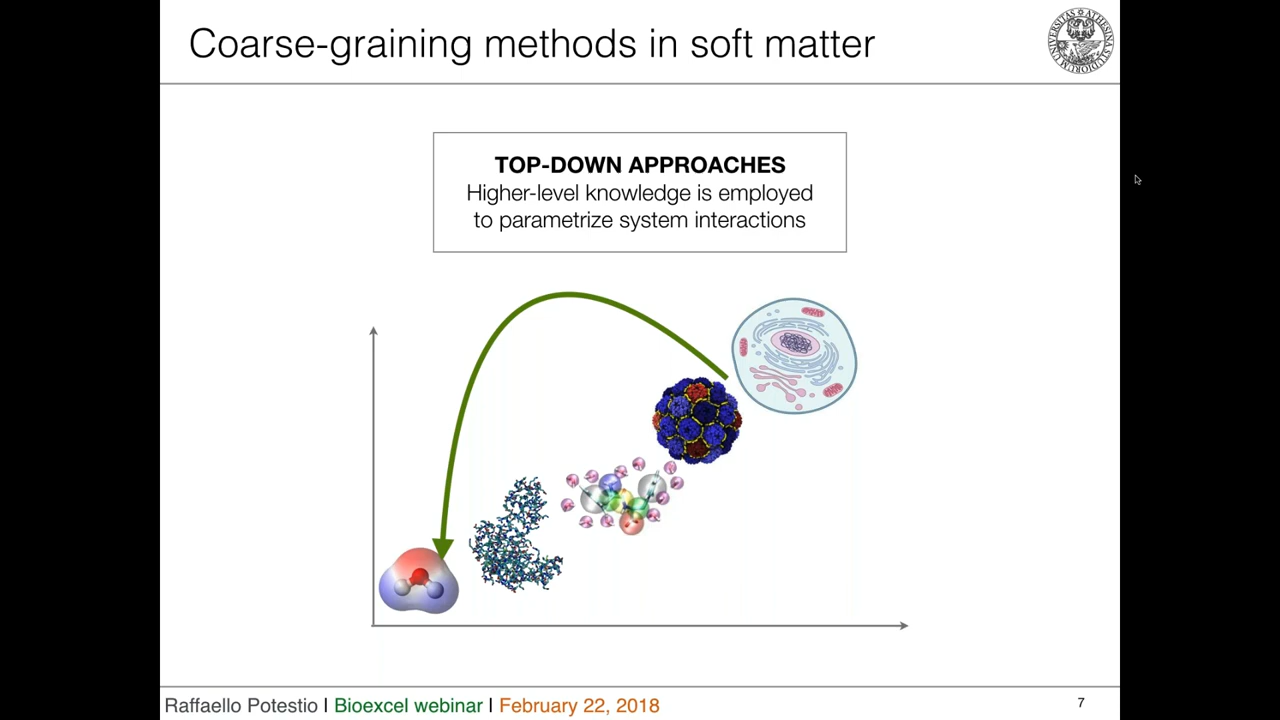 Coarse-graining methods in soft matter
TOP-DOWN APPROACHES
Higher-level knowledge is employed
to parametrize system interactions
Raffaello Potestio | Bioexcel webinar | February 22, 2018
7